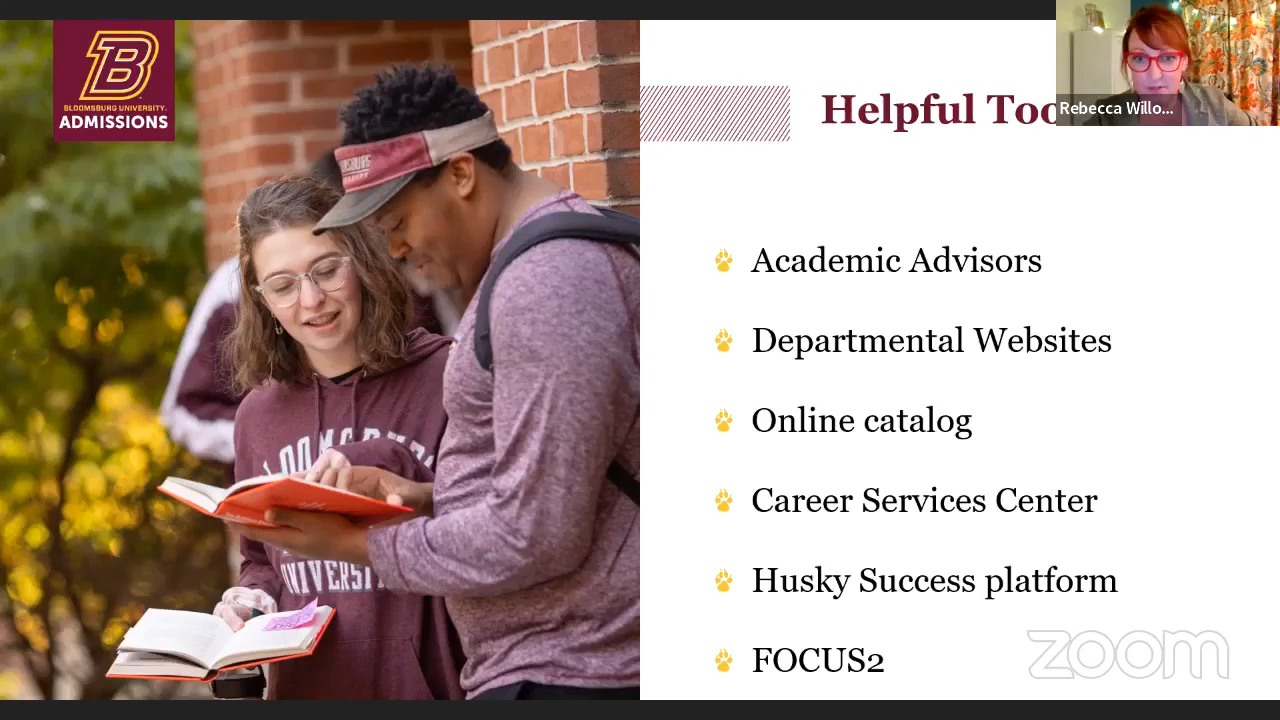 B
BLOOMSBURG UNIVERSITY.
ADMISSIONS
Helpful
Rebecca Willo...
Academic Advisors
Departmental Websites
Online catalog
Career Services Center
Husky Success platform
FOCUS2
UNIVERSI
zoom